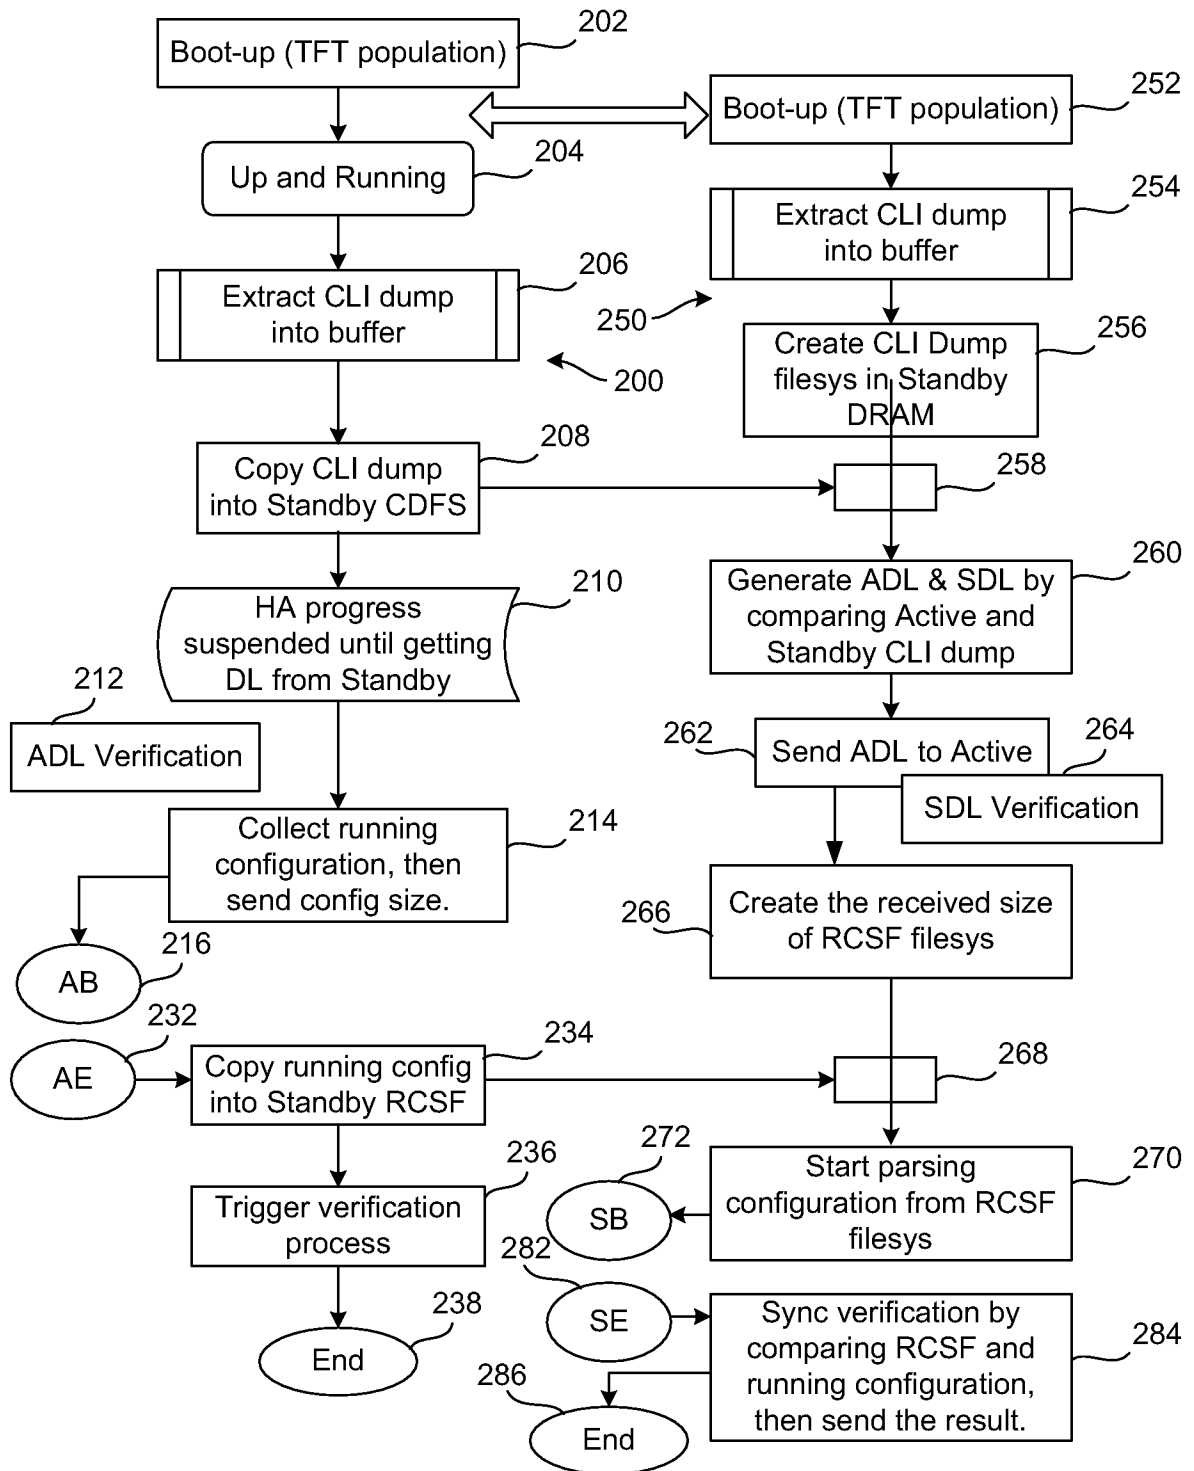 202
Boot-up (TFT population)
252
Boot-up (TFT population)
204
Up and Running
254
Extract CLI dump
into buffer
206
Extract CLI dump
into buffer
250
200
256
Create CLI Dump
filesys in Standby
DRAM
208
Copy CLI dump
into Standby CDFS
258
260
Generate ADL & SDL by
comparing Active and
Standby CLI dump
210
HA progress
suspended until getting
DL from Standby
212
ADL Verification
262
Send ADL to Active
264
SDL Verification
214
Collect running
configuration, then
send config size.
266
Create the received size
of RCSF filesys
216
AB
232
AE
234
Copy running config
into Standby RCSF
268
236
Trigger verification
process
272
SB
270
Start parsing
configuration from RCSF
filesys
282
SE
284
Sync verification by
comparing RCSF and
running configuration,
then send the result.
238
End
286
End